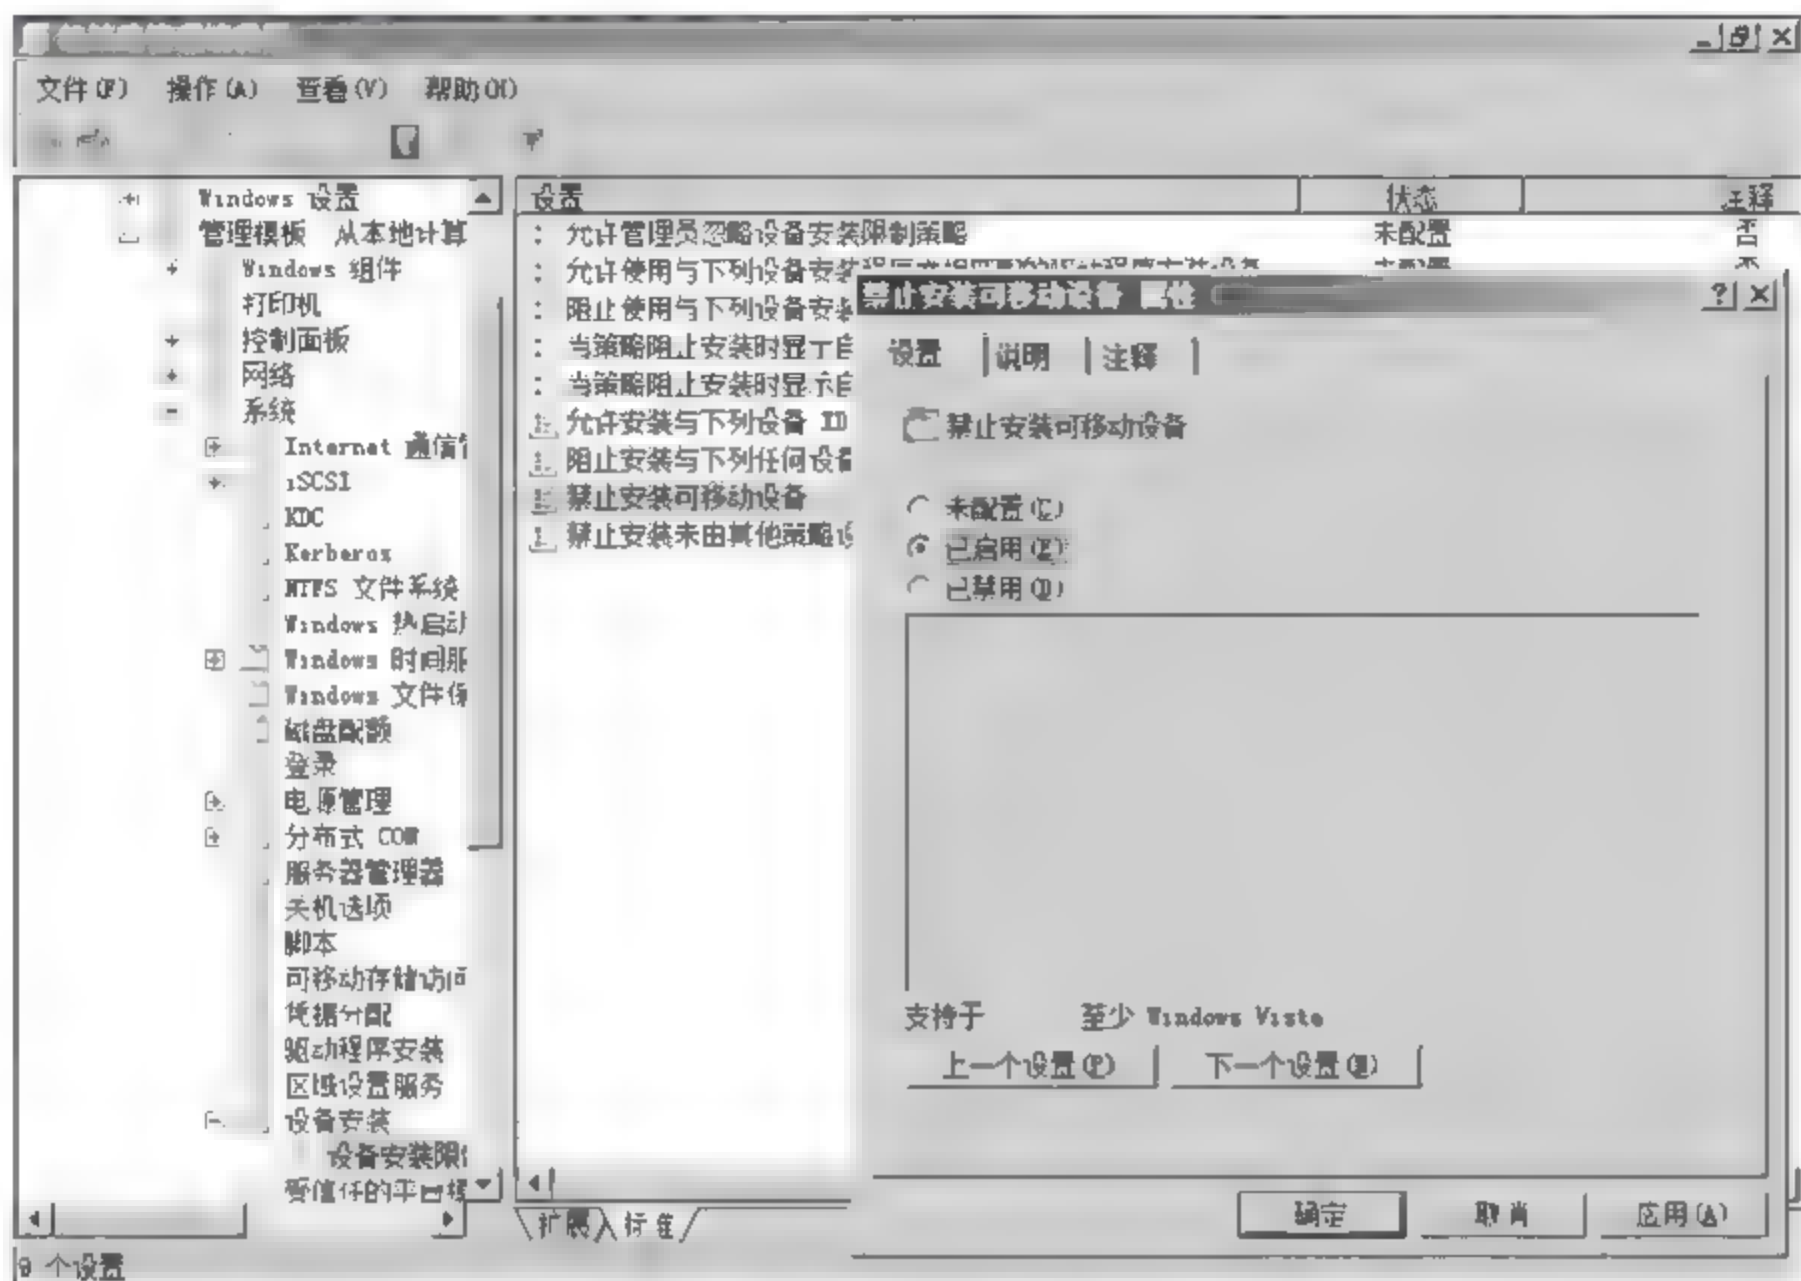 文件(F) 操作(A) 查看(V) 帮助(H)
Windows 设置
管理模板 从本地计算
Windows 组件
打印机
控制面板
网络
系统
Internet 通信管
iSCSI
KDC
Kerberos
NTFS 文件系统
Windows 热启动
Windows 时间服
Windows 文件保
磁盘配额
登录
电源管理
分布式 COM
服务器管理器
关机选项
脚本
可移动存储访问
凭据分配
驱动程序安装
区域设置服务
设备安装
设备安装限制
受信任的平台模
设置 状态 注释
允许管理员忽略设备安装限制策略 未配置 否
允许使用与下列设备安装 未配置 否
阻止使用与下列设备安装
当策略阻止安装时显示自
当策略阻止安装时显示自
允许安装与下列设备 ID
阻止安装与下列任何设备
禁止安装可移动设备
禁止安装未由其他策略设
扩展 标准
9 个设置
禁止安装可移动设备 属性
设置 说明 注释
禁止安装可移动设备
未配置(C)
已启用(E)
已禁用(D)
支持于 至少 Windows Vista
上一个设置(P) 下一个设置(N)
确定 取消 应用(A)